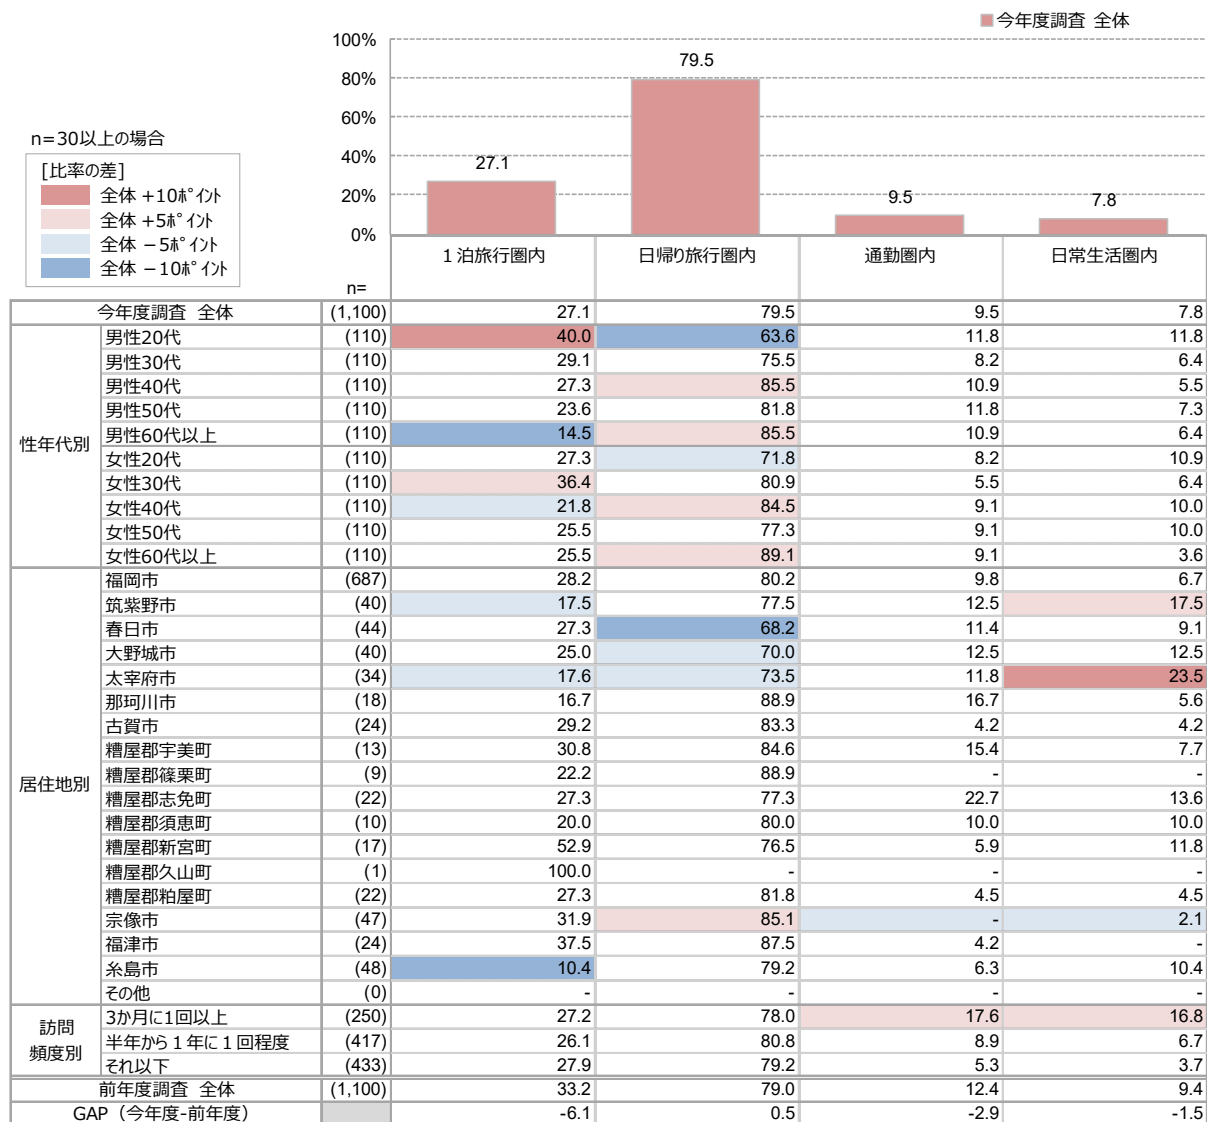 今年度調査 全体
100%
80%
60%
40%
20%
0%
27.1
79.5
9.5
7.8
n=30以上の場合
[比率の差]
全体 +10ﾎﾟｲﾝﾄ
全体 +5ﾎﾟｲﾝﾄ
全体 －5ﾎﾟｲﾝﾄ
全体 －10ﾎﾟｲﾝﾄ
n= １泊旅行圏内 日帰り旅行圏内 通勤圏内 日常生活圏内
今年度調査 全体 (1,100) 27.1 79.5 9.5 7.8
性年代別
男性20代 (110) 40.0 63.6 11.8 11.8
男性30代 (110) 29.1 75.5 8.2 6.4
男性40代 (110) 27.3 85.5 10.9 5.5
男性50代 (110) 23.6 81.8 11.8 7.3
男性60代以上 (110) 14.5 85.5 10.9 6.4
女性20代 (110) 27.3 71.8 8.2 10.9
女性30代 (110) 36.4 80.9 5.5 6.4
女性40代 (110) 21.8 84.5 9.1 10.0
女性50代 (110) 25.5 77.3 9.1 10.0
女性60代以上 (110) 25.5 89.1 9.1 3.6
居住地別
福岡市 (687) 28.2 80.2 9.8 6.7
筑紫野市 (40) 17.5 77.5 12.5 17.5
春日市 (44) 27.3 68.2 11.4 9.1
大野城市 (40) 25.0 70.0 12.5 12.5
太宰府市 (34) 17.6 73.5 11.8 23.5
那珂川市 (18) 16.7 88.9 16.7 5.6
古賀市 (24) 29.2 83.3 4.2 4.2
糟屋郡宇美町 (13) 30.8 84.6 15.4 7.7
糟屋郡篠栗町 (9) 22.2 88.9 - -
糟屋郡志免町 (22) 27.3 77.3 22.7 13.6
糟屋郡須恵町 (10) 20.0 80.0 10.0 10.0
糟屋郡新宮町 (17) 52.9 76.5 5.9 11.8
糟屋郡久山町 (1) 100.0 - - -
糟屋郡粕屋町 (22) 27.3 81.8 4.5 4.5
宗像市 (47) 31.9 85.1 - 2.1
福津市 (24) 37.5 87.5 4.2 -
糸島市 (48) 10.4 79.2 6.3 10.4
その他 (0) - - - -
訪問
頻度別
3か月に1回以上 (250) 27.2 78.0 17.6 16.8
半年から１年に１回程度 (417) 26.1 80.8 8.9 6.7
それ以下 (433) 27.9 79.2 5.3 3.7
前年度調査 全体 (1,100) 33.2 79.0 12.4 9.4
GAP（今年度-前年度） -6.1 0.5 -2.9 -1.5